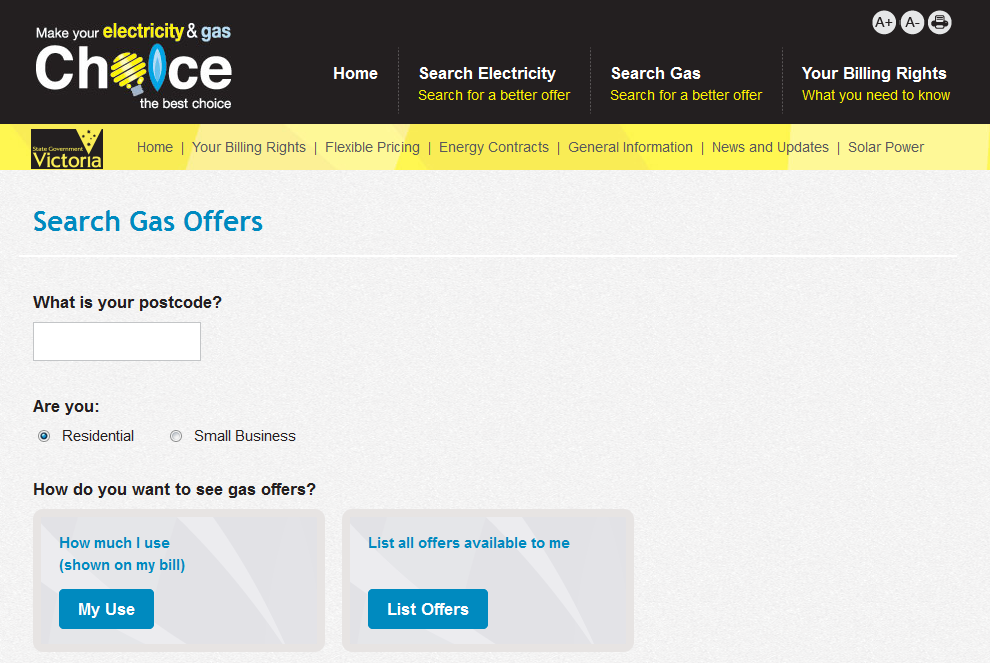 Make your electricity & gas
Choice
the best choice
A+ A-
Home
Search Electricity
Search for a better offer
Search Gas
Search for a better offer
Your Billing Rights
What you need to know
State Government
Victoria
Home | Your Billing Rights | Flexible Pricing | Energy Contracts | General Information | News and Updates | Solar Power
Search Gas Offers
What is your postcode?
Are you:
Residential Small Business
How do you want to see gas offers?
How much I use
(shown on my bill)
My Use
List all offers available to me
List Offers